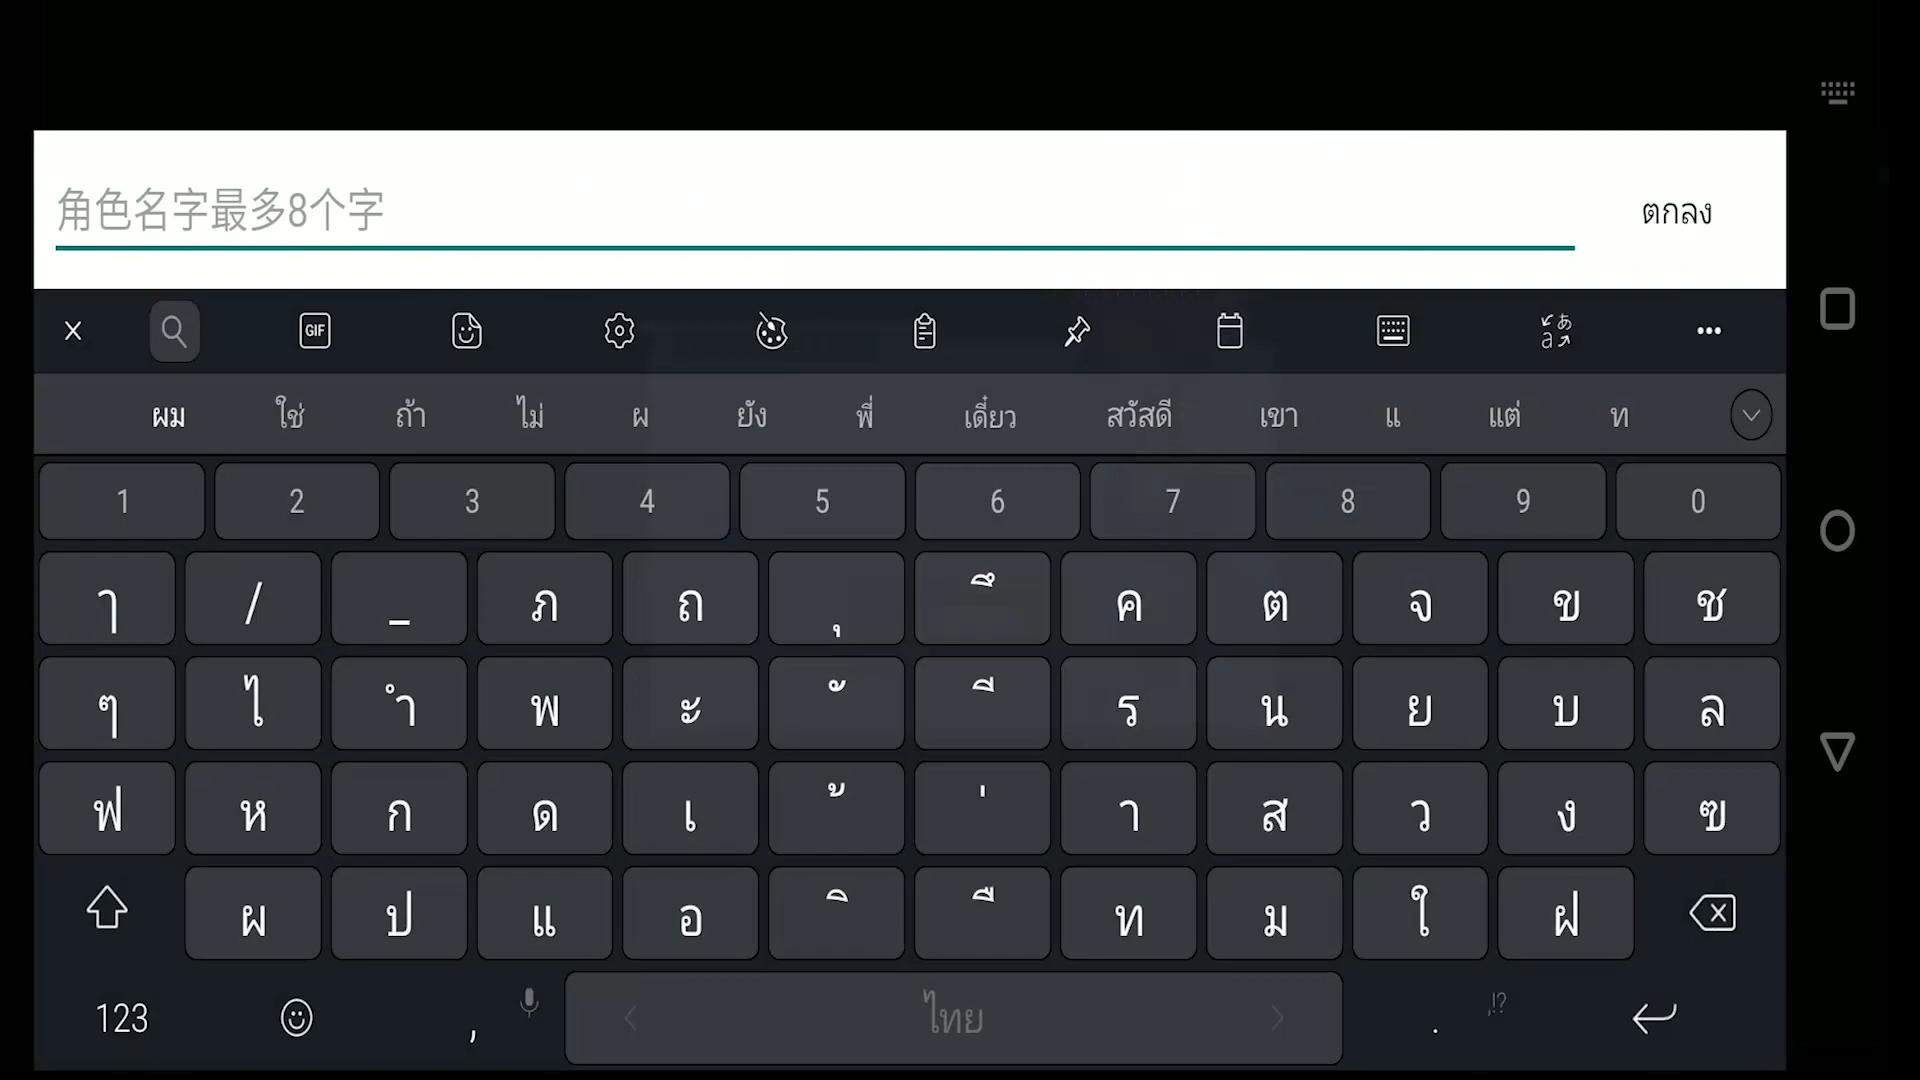 角色名字最多8个字
ตกลง
GIF
ผม ใช่ ถ้า ไม่ ผ ยัง พี่ เดี๋ยว สวัสดี เขา แ แต่ ท
1 2 3 4 5 6 7 8 9 0
ๅ / _ ภ ถ ุ ึ ค ต จ ข ช
ๆ ไ ำ พ ะ ั ี ร น ย บ ล
ฟ ห ก ด เ ้ ่ า ส ว ง ฃ
ผ ป แ อ ิ ื ท ม ใ ฝ
123 , ไทย . ,!?